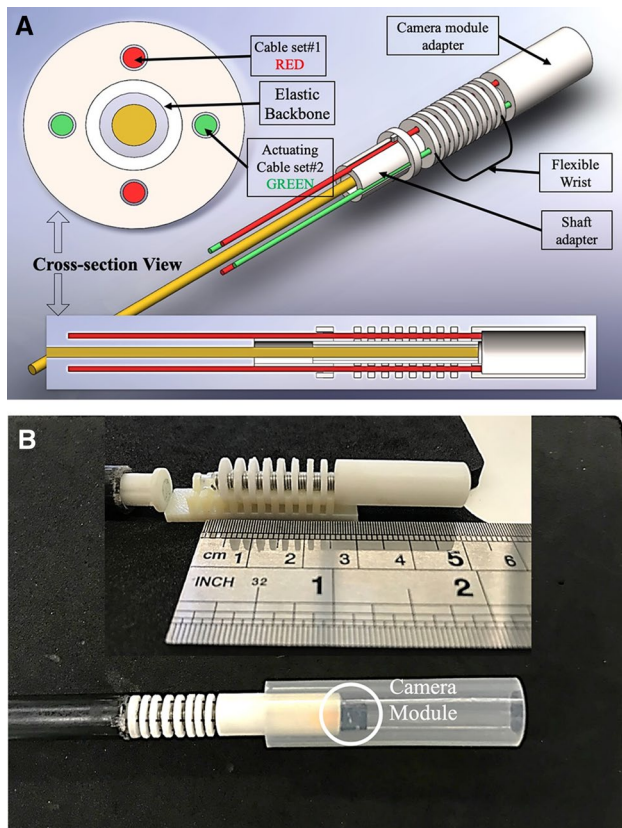 A
Cable set#1
RED
Elastic
Backbone
Actuating
Cable set#2
GREEN
Cross-section View
Camera module
adapter
Flexible
Wrist
Shaft
adapter
B
cm 1 2 3 4 5 6
INCH 32 1 2
Camera
Module